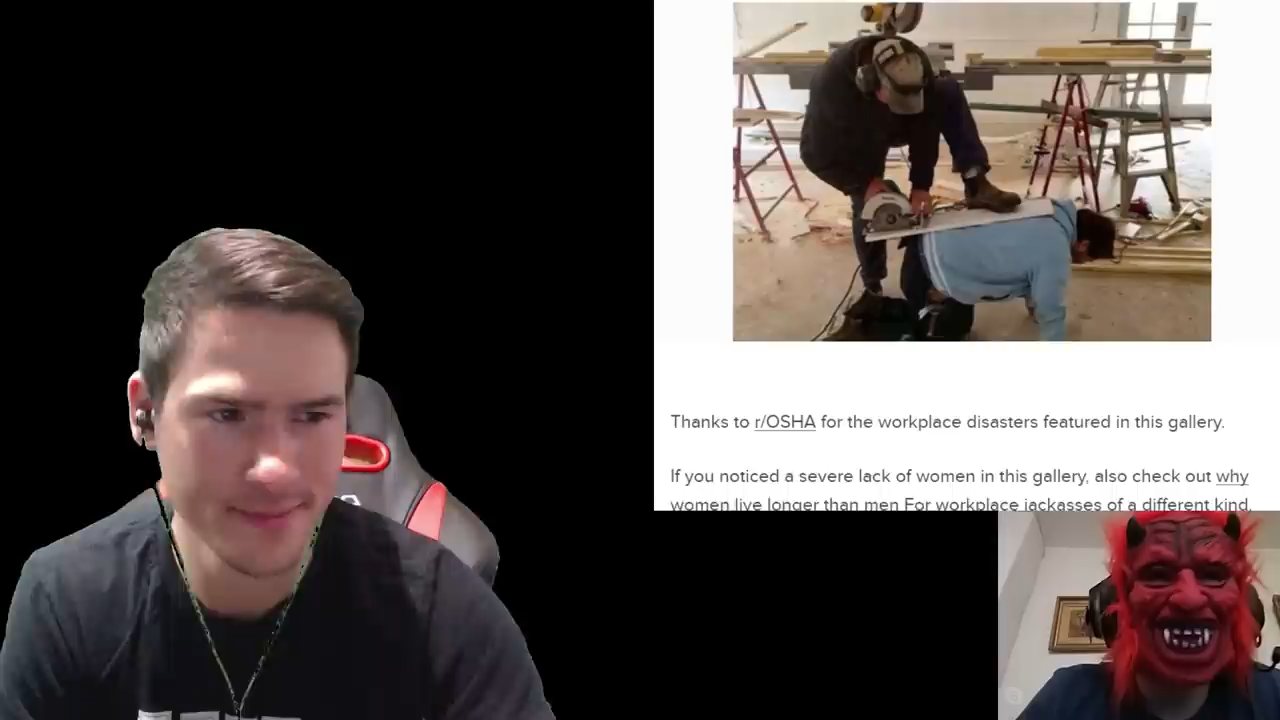 Thanks to r/OSHA for the workplace disasters featured in this gallery.
If you noticed a severe lack of women in this gallery, also check out why
women live longer than men For workplace jackasses of a different kind,